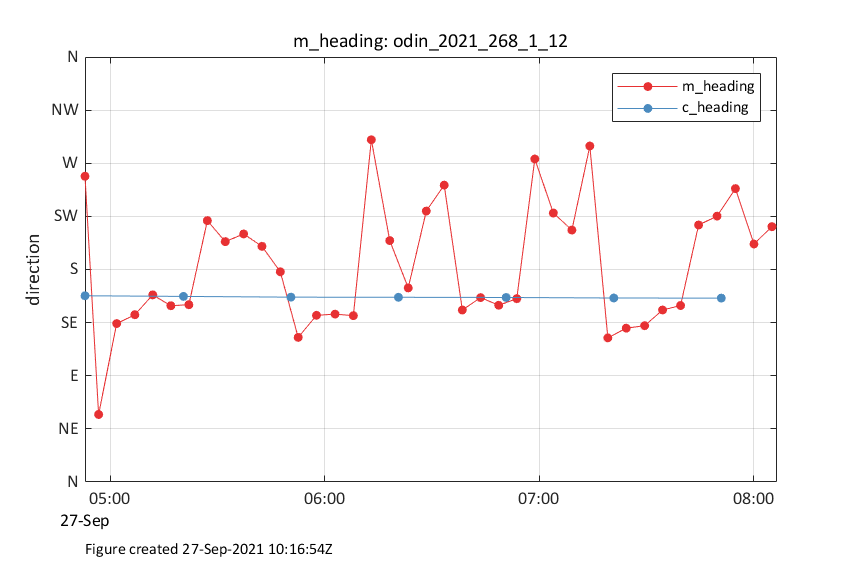 m_heading: odin_2021_268_1_12
m_heading
c_heading
N
NW
W
SW
S
SE
E
NE
N
direction
05:00 06:00 07:00 08:00
27-Sep
Figure created 27-Sep-2021 10:16:54Z